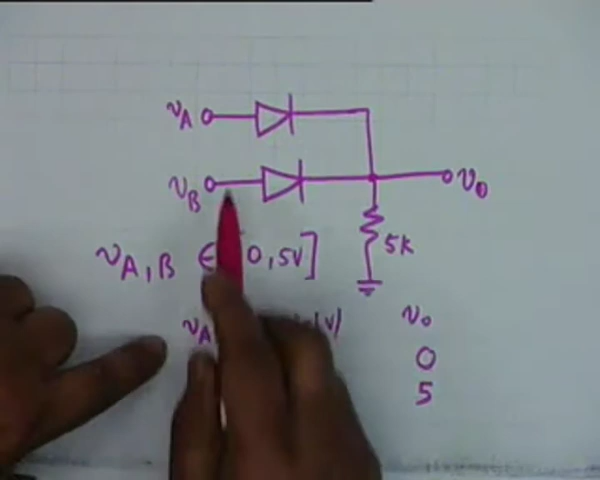 vA
vB
vO
5K
vA,B ∈ 0,5V]
vA (V) vO
0
5